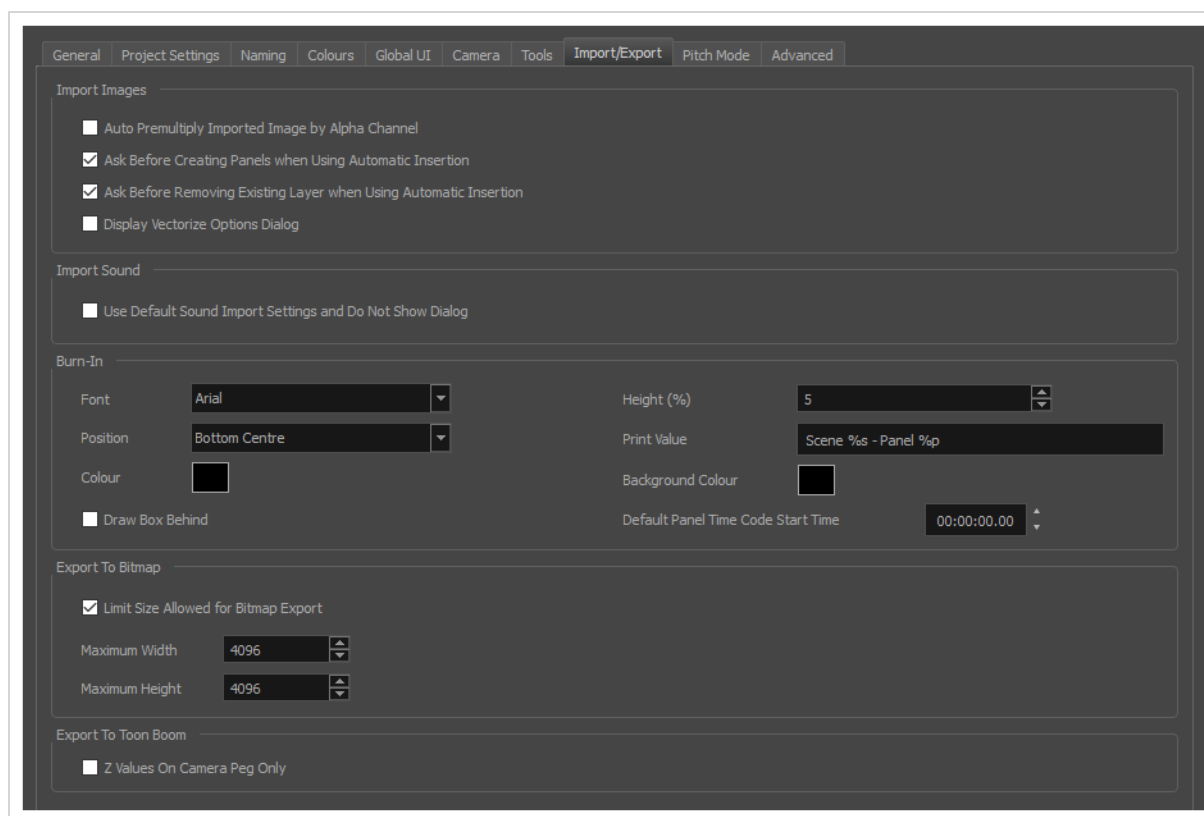 General Project Settings Naming Colours Global UI Camera Tools Import/Export Pitch Mode Advanced
Import Images
Auto Premultiply Imported Image by Alpha Channel
Ask Before Creating Panels when Using Automatic Insertion
Ask Before Removing Existing Layer when Using Automatic Insertion
Display Vectorize Options Dialog
Import Sound
Use Default Sound Import Settings and Do Not Show Dialog
Burn-In
Font Arial Height (%) 5
Position Bottom Centre Print Value Scene %s - Panel %p
Colour Background Colour
Draw Box Behind Default Panel Time Code Start Time 00:00:00.00
Export To Bitmap
Limit Size Allowed for Bitmap Export
Maximum Width 4096
Maximum Height 4096
Export To Toon Boom
Z Values On Camera Peg Only